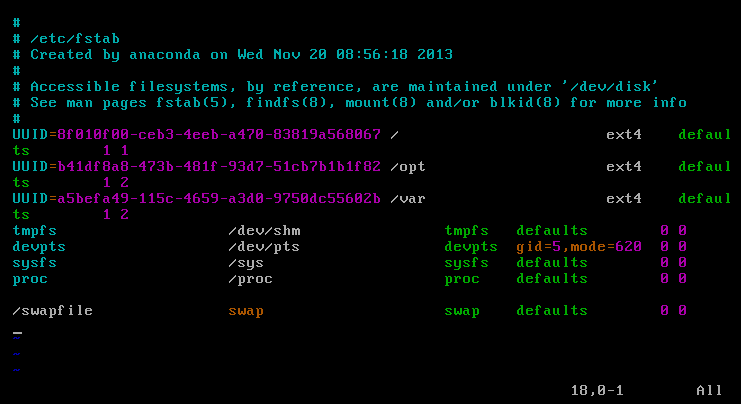 #
# /etc/fstab
# Created by anaconda on Wed Nov 20 08:56:18 2013
#
# Accessible filesystems, by reference, are maintained under '/dev/disk'
# See man pages fstab(5), findfs(8), mount(8) and/or blkid(8) for more info
#
UUID=8f010f00-ceb3-4eeb-a470-83819a568067 / ext4 defaul
ts 1 1
UUID=b41df8a8-473b-481f-93d7-51cb7b1b1f82 /opt ext4 defaul
ts 1 2
UUID=a5befa49-115c-4659-a3d0-9750dc55602b /var ext4 defaul
ts 1 2
tmpfs /dev/shm tmpfs defaults 0 0
devpts /dev/pts devpts gid=5,mode=620 0 0
sysfs /sys sysfs defaults 0 0
proc /proc proc defaults 0 0
/swapfile swap swap defaults 0 0
~
~
~
18,0-1 All